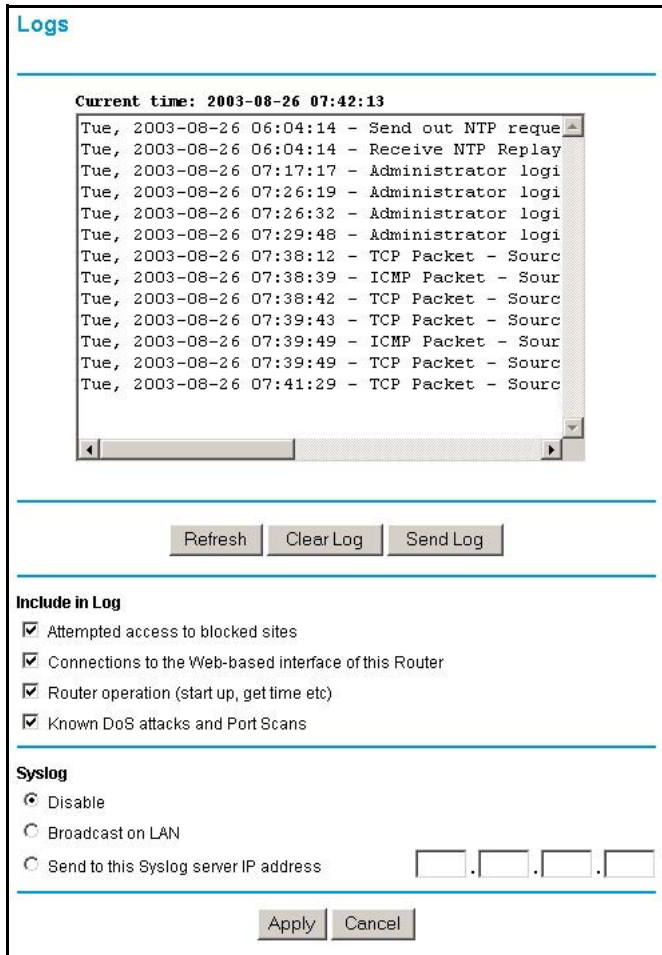 Logs
Current time: 2003-08-26 07:42:13
Tue, 2003-08-26 06:04:14 - Send out NTP reque
Tue, 2003-08-26 06:04:14 - Receive NTP Replay
Tue, 2003-08-26 07:17:17 - Administrator logi
Tue, 2003-08-26 07:26:19 - Administrator logi
Tue, 2003-08-26 07:26:32 - Administrator logi
Tue, 2003-08-26 07:29:48 - Administrator logi
Tue, 2003-08-26 07:38:12 - TCP Packet - Sourc
Tue, 2003-08-26 07:38:39 - ICMP Packet - Sour
Tue, 2003-08-26 07:38:42 - TCP Packet - Sourc
Tue, 2003-08-26 07:39:43 - TCP Packet - Sourc
Tue, 2003-08-26 07:39:49 - ICMP Packet - Sour
Tue, 2003-08-26 07:39:49 - TCP Packet - Sourc
Tue, 2003-08-26 07:41:29 - TCP Packet - Sourc
Refresh Clear Log Send Log
Include in Log
Attempted access to blocked sites
Connections to the Web-based interface of this Router
Router operation (start up, get time etc)
Known DoS attacks and Port Scans
Syslog
Disable
Broadcast on LAN
Send to this Syslog server IP address . . .
Apply Cancel